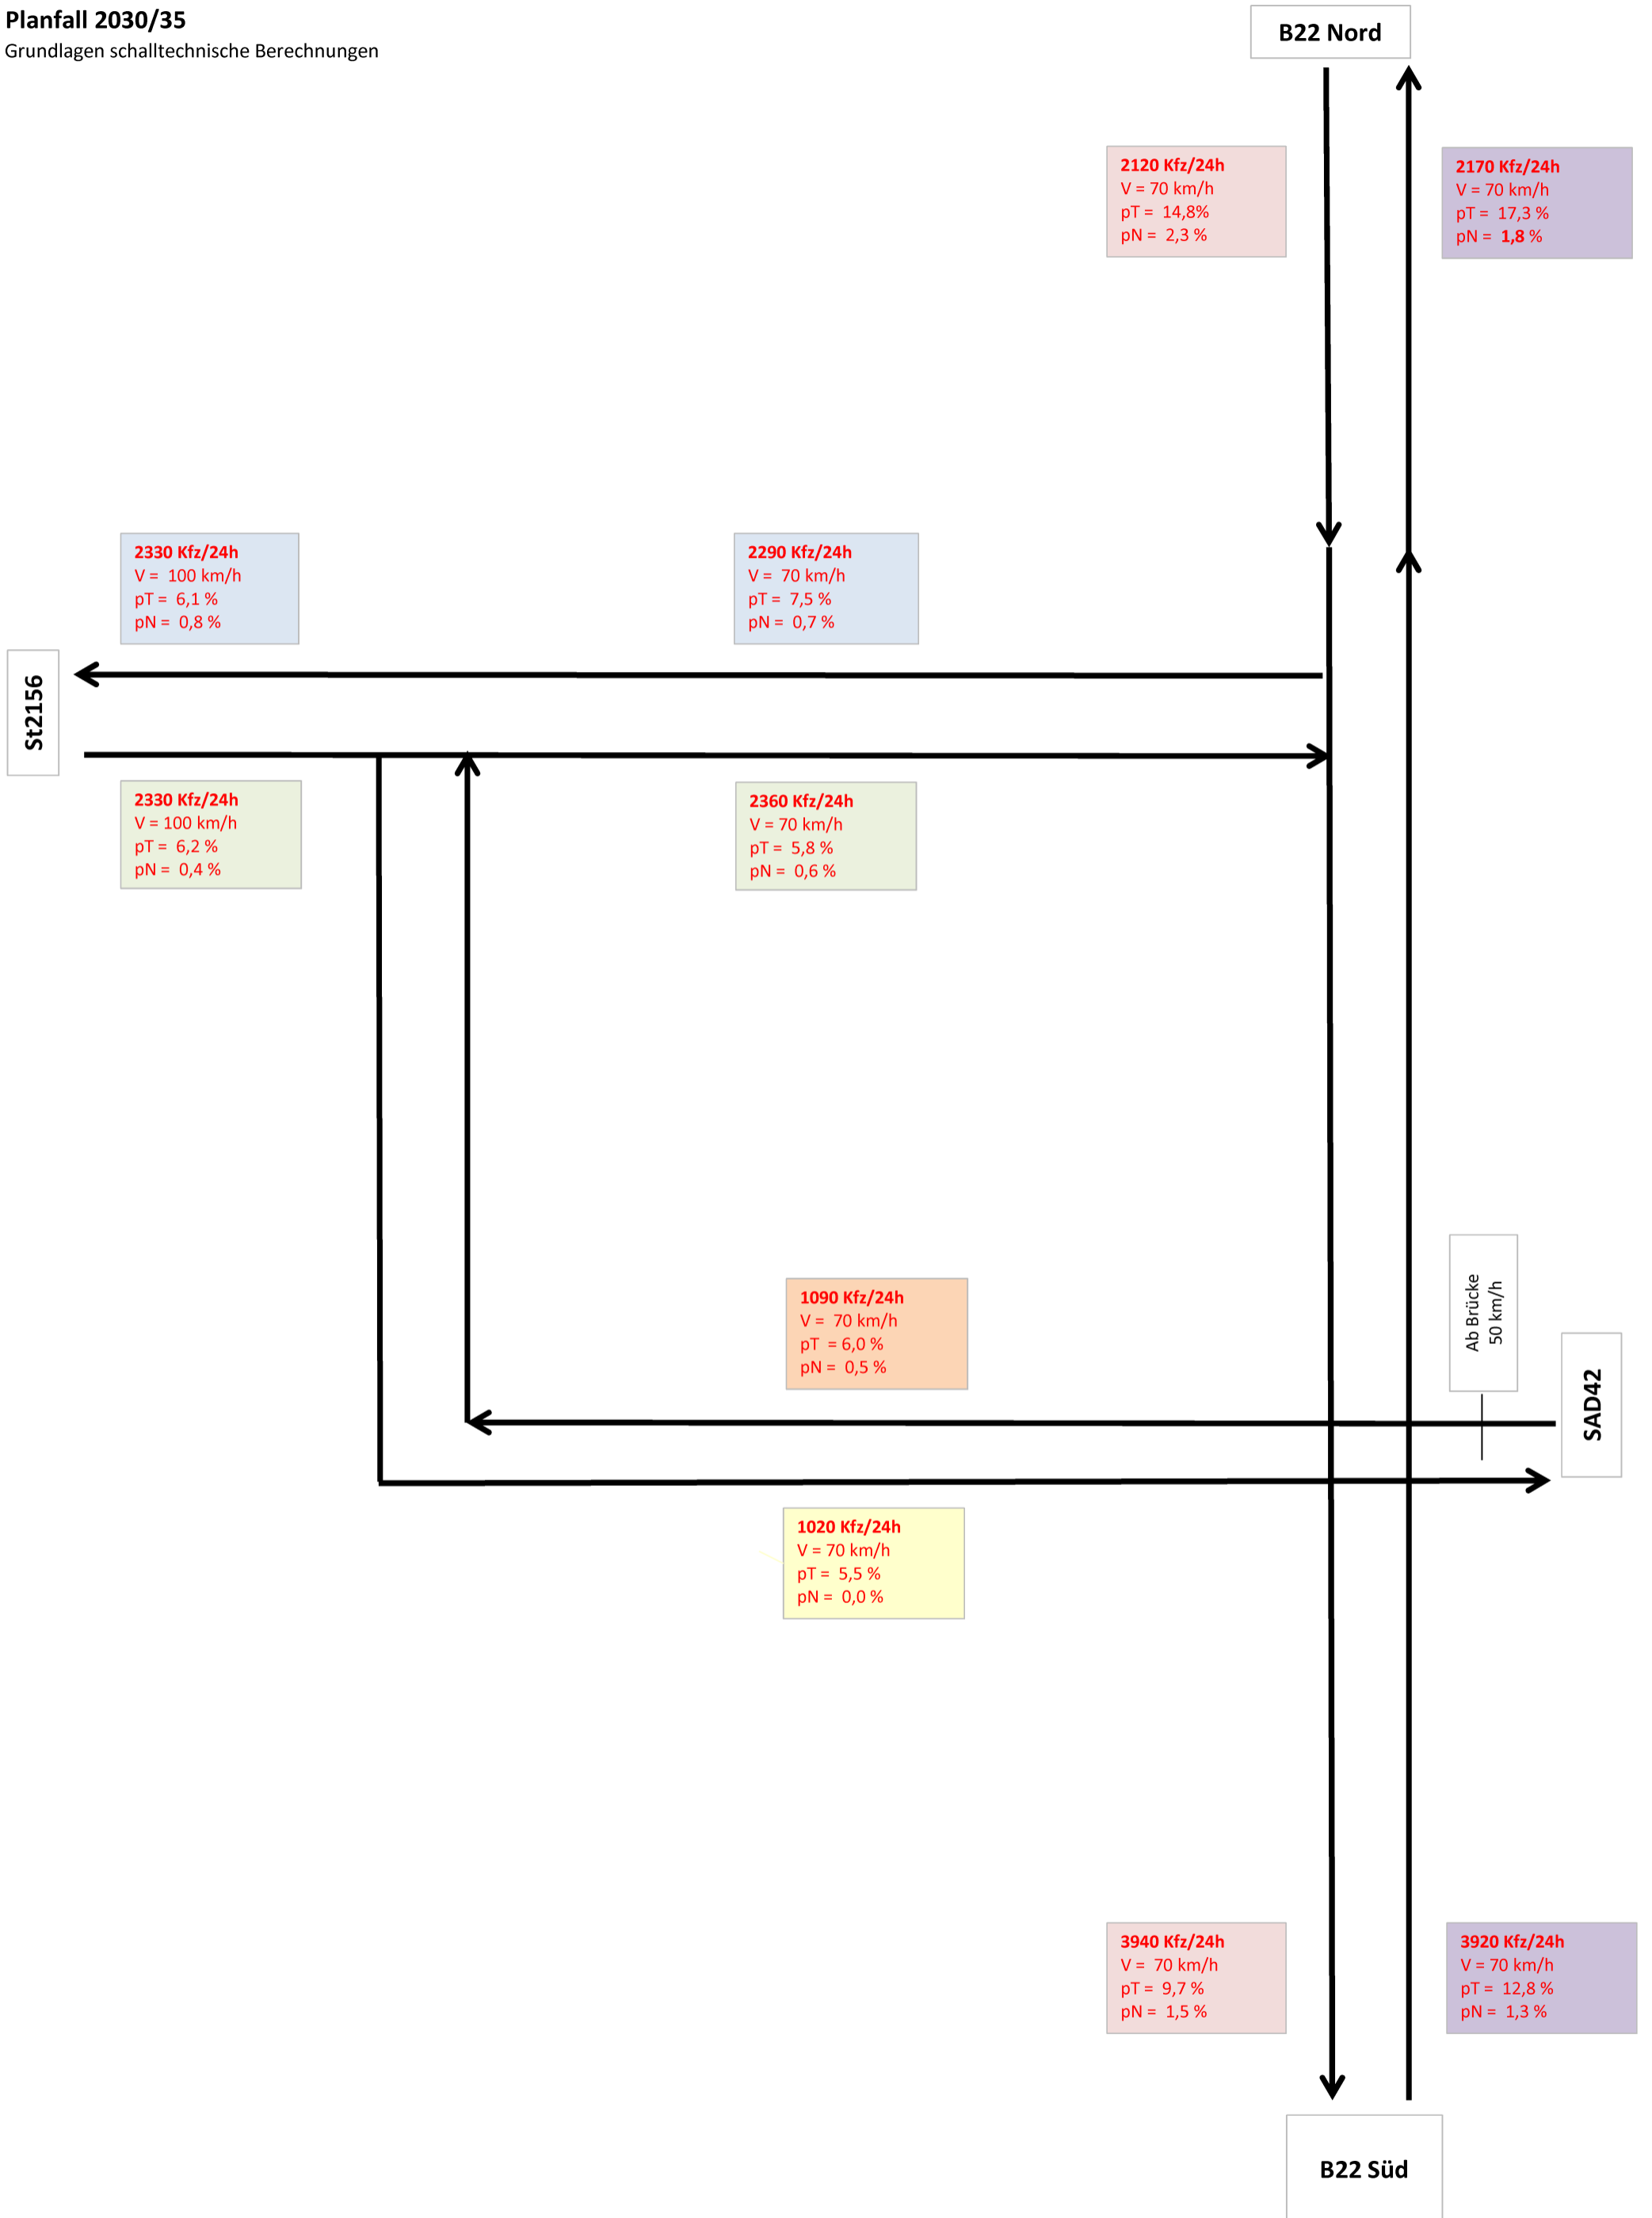 Planfall 2030/35
Grundlagen schalltechnische Berechnungen
B22 Nord
2120 Kfz/24h
V = 70 km/h
pT =  14,8%
pN =  2,3 %
2170 Kfz/24h
V = 70 km/h
pT =  17,3 %
pN =  1,8 %
2330 Kfz/24h
V =  100 km/h
pT =  6,1 %
pN =  0,8 %
2290 Kfz/24h
V =  70 km/h
pT =  7,5 %
pN =  0,7 %
St2156
2330 Kfz/24h
V = 100 km/h
pT =  6,2 %
pN =  0,4 %
2360 Kfz/24h
V = 70 km/h
pT =  5,8 %
pN =  0,6 %
1090 Kfz/24h
V =  70 km/h
pT  = 6,0 %
pN =  0,5 %
Ab Brücke
50 km/h
SAD42
1020 Kfz/24h
V = 70 km/h
pT =  5,5 %
pN =  0,0 %
3940 Kfz/24h
V =  70 km/h
pT =  9,7 %
pN =  1,5 %
3920 Kfz/24h
V = 70 km/h
pT =  12,8 %
pN =  1,3 %
B22 Süd